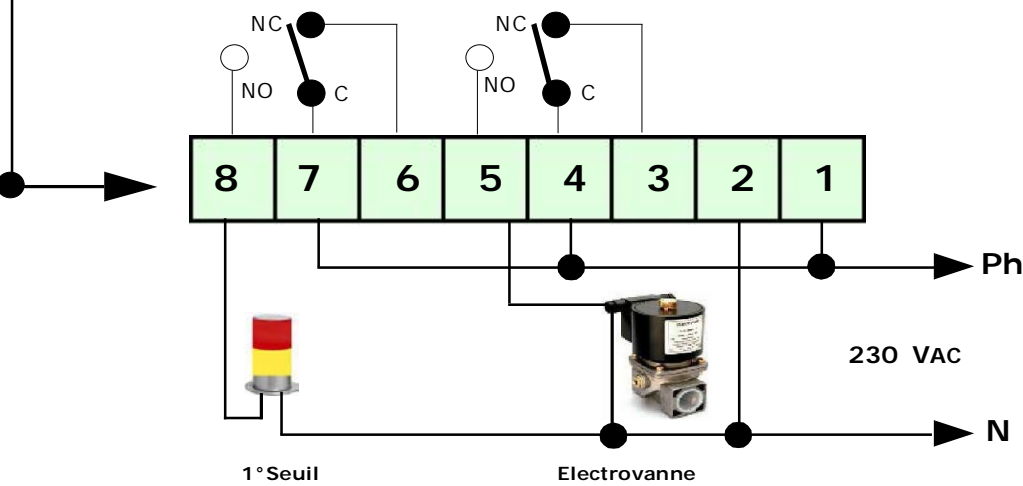 NC
NC
NO
C
NO
C
8 7 6 5 4 3 2 1
Ph
230 VAC
N
1°Seuil
Electrovanne